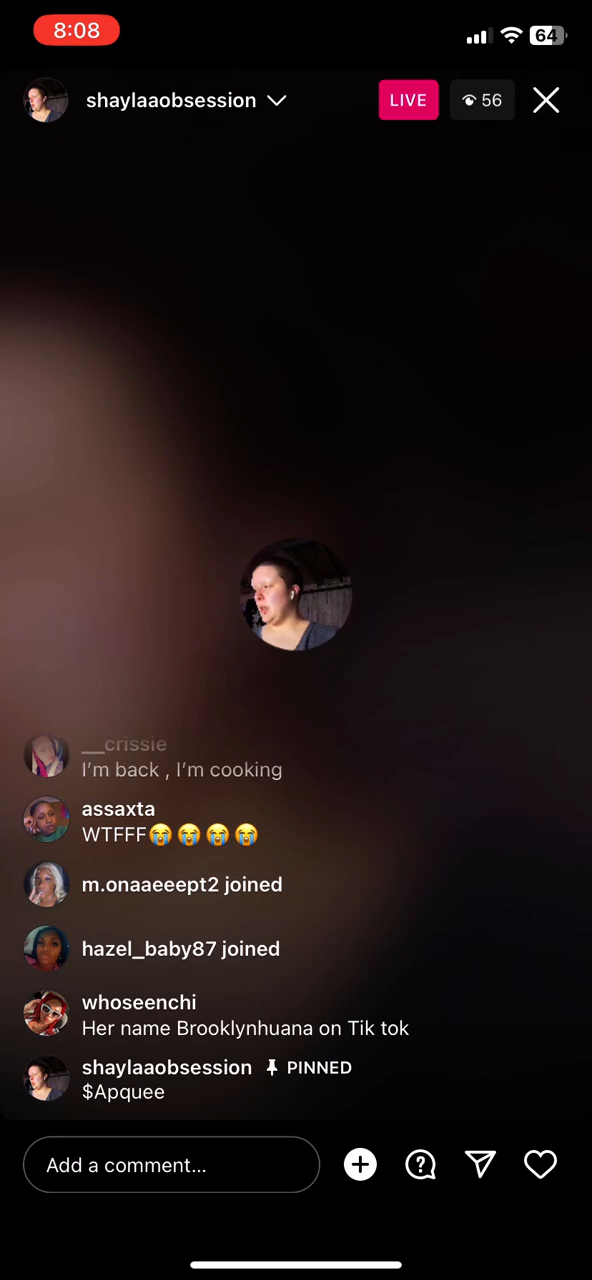 8:08
64
shaylaaobsession
LIVE
56
__crissie
I'm back , I'm cooking
assaxta
WTFFF😭😭😭😭
m.onaaeeept2 joined
hazel_baby87 joined
whoseenchi
Her name Brooklynhuana on Tik tok
shaylaaobsession PINNED
$Apquee
Add a comment...